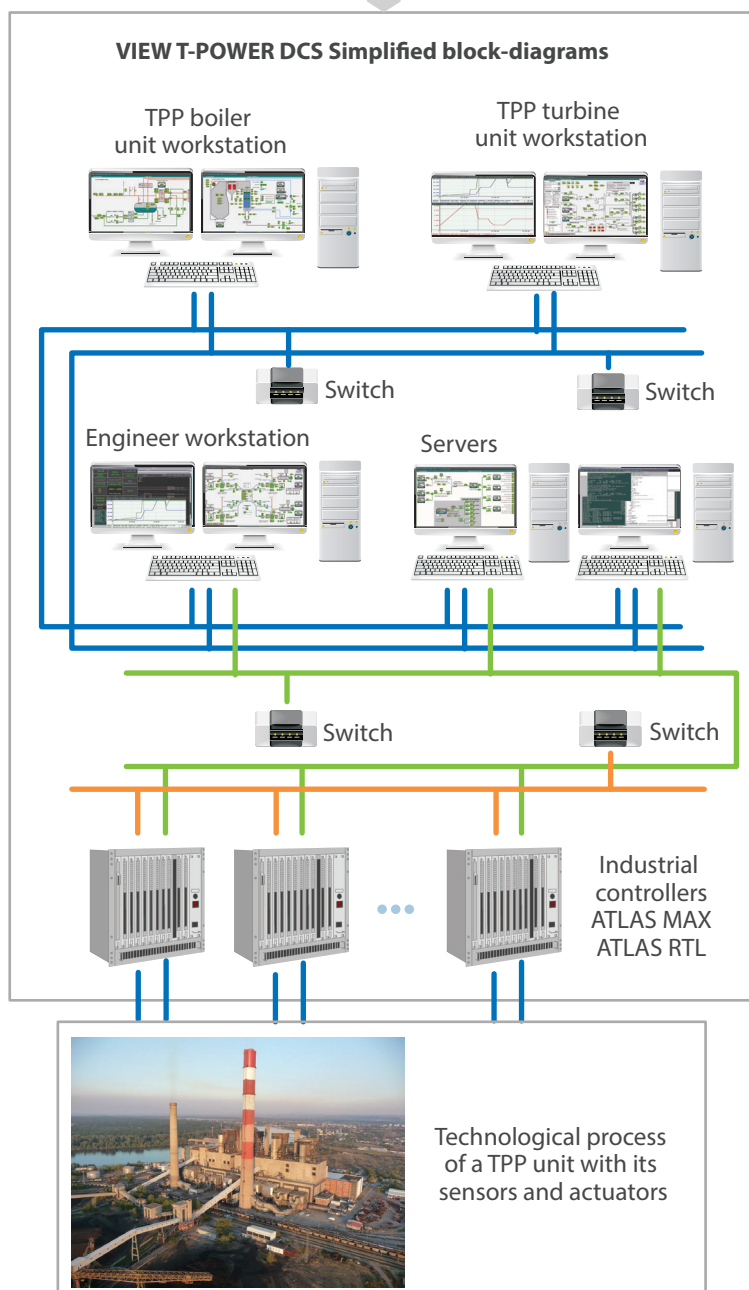 VIEW T-POWER DCS Simplified block-diagrams
TPP boiler
unit workstation
TPP turbine
unit workstation
Switch
Switch
Engineer workstation
Servers
Switch
Switch
Industrial
controllers
ATLAS MAX
ATLAS RTL
Technological process
of a TPP unit with its
sensors and actuators